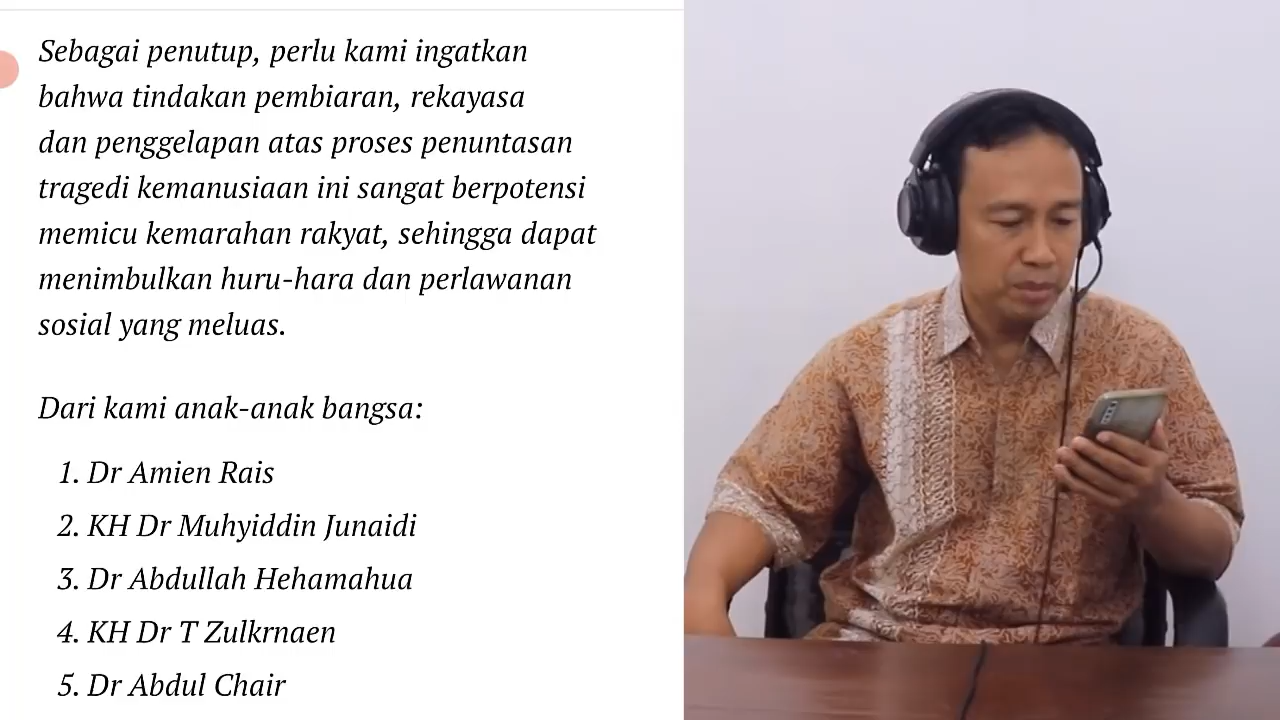 Sebagai penutup, perlu kami ingatkan
bahwa tindakan pembiaran, rekayasa
dan penggelapan atas proses penuntasan
tragedi kemanusiaan ini sangat berpotensi
memicu kemarahan rakyat, sehingga dapat
menimbulkan huru-hara dan perlawanan
sosial yang meluas.
Dari kami anak-anak bangsa:
1. Dr Amien Rais
2. KH Dr Muhyiddin Junaidi
3. Dr Abdullah Hehamahua
4. KH Dr T Zulkrnaen
5. Dr Abdul Chair